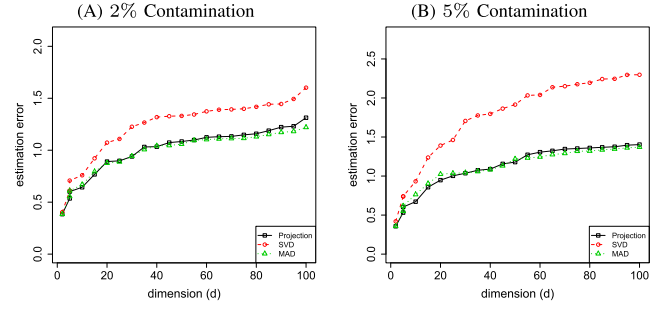 (A) 2% Contamination
(B) 5% Contamination
estimation error
0.0 0.5 1.0 1.5 2.0
Projection
SVD
MAD
0 20 40 60 80 100
dimension (d)
estimation error
0.0 0.5 1.0 1.5 2.0 2.5
Projection
SVD
MAD
0 20 40 60 80 100
dimension (d)